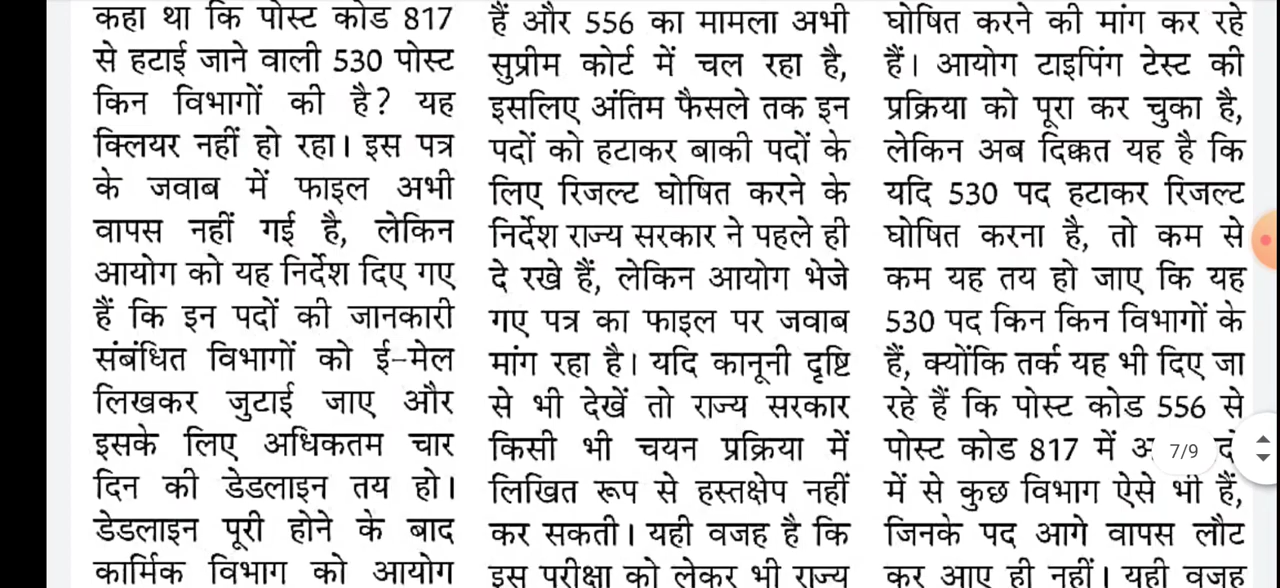 कहा था कि पोस्ट कोड 817
से हटाई जाने वाली 530 पोस्ट
किन विभागों की है? यह
क्लियर नहीं हो रहा। इस पत्र
के जवाब में फाइल अभी
वापस नहीं गई है, लेकिन
आयोग को यह निर्देश दिए गए
हैं कि इन पदों की जानकारी
संबंधित विभागों को ई-मेल
लिखकर जुटाई जाए और
इसके लिए अधिकतम चार
दिन की डेडलाइन तय हो।
डेडलाइन पूरी होने के बाद
कार्मिक विभाग को आयोग
हैं और 556 का मामला अभी
सुप्रीम कोर्ट में चल रहा है,
इसलिए अंतिम फैसले तक इन
पदों को हटाकर बाकी पदों के
लिए रिजल्ट घोषित करने के
निर्देश राज्य सरकार ने पहले ही
दे रखे हैं, लेकिन आयोग भेजे
गए पत्र का फाइल पर जवाब
मांग रहा है। यदि कानूनी दृष्टि
से भी देखें तो राज्य सरकार
किसी भी चयन प्रक्रिया में
लिखित रूप से हस्तक्षेप नहीं
कर सकती। यही वजह है कि
इस परीक्षा को लेकर भी राज्य
घोषित करने की मांग कर रहे
हैं। आयोग टाइपिंग टेस्ट की
प्रक्रिया को पूरा कर चुका है,
लेकिन अब दिक्कत यह है कि
यदि 530 पद हटाकर रिजल्ट
घोषित करना है, तो कम से
कम यह तय हो जाए कि यह
530 पद किन किन विभागों के
हैं, क्योंकि तर्क यह भी दिए जा
रहे हैं कि पोस्ट कोड 556 से
पोस्ट कोड 817 में
में से कुछ विभाग ऐसे भी हैं,
जिनके पद आगे वापस लौट
कर आए ही नहीं। यही वजह
7/9